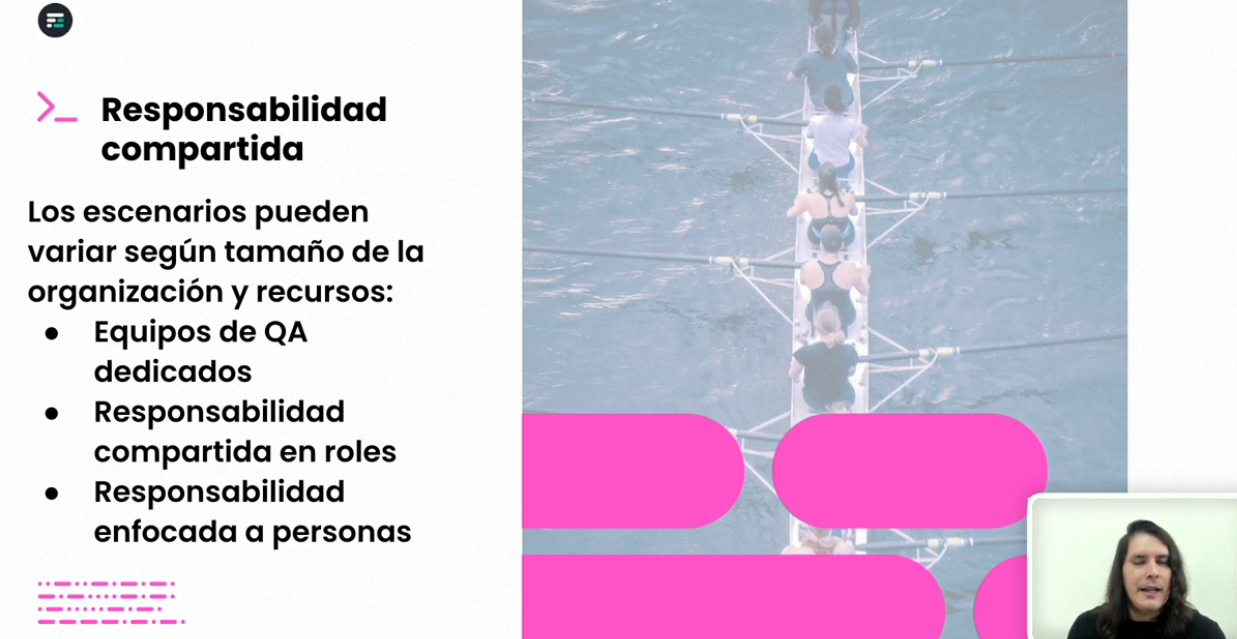 Responsabilidad
compartida
Los escenarios pueden
variar según tamaño de la
organización y recursos:
● Equipos de QA
dedicados
● Responsabilidad
compartida en roles
● Responsabilidad
enfocada a personas